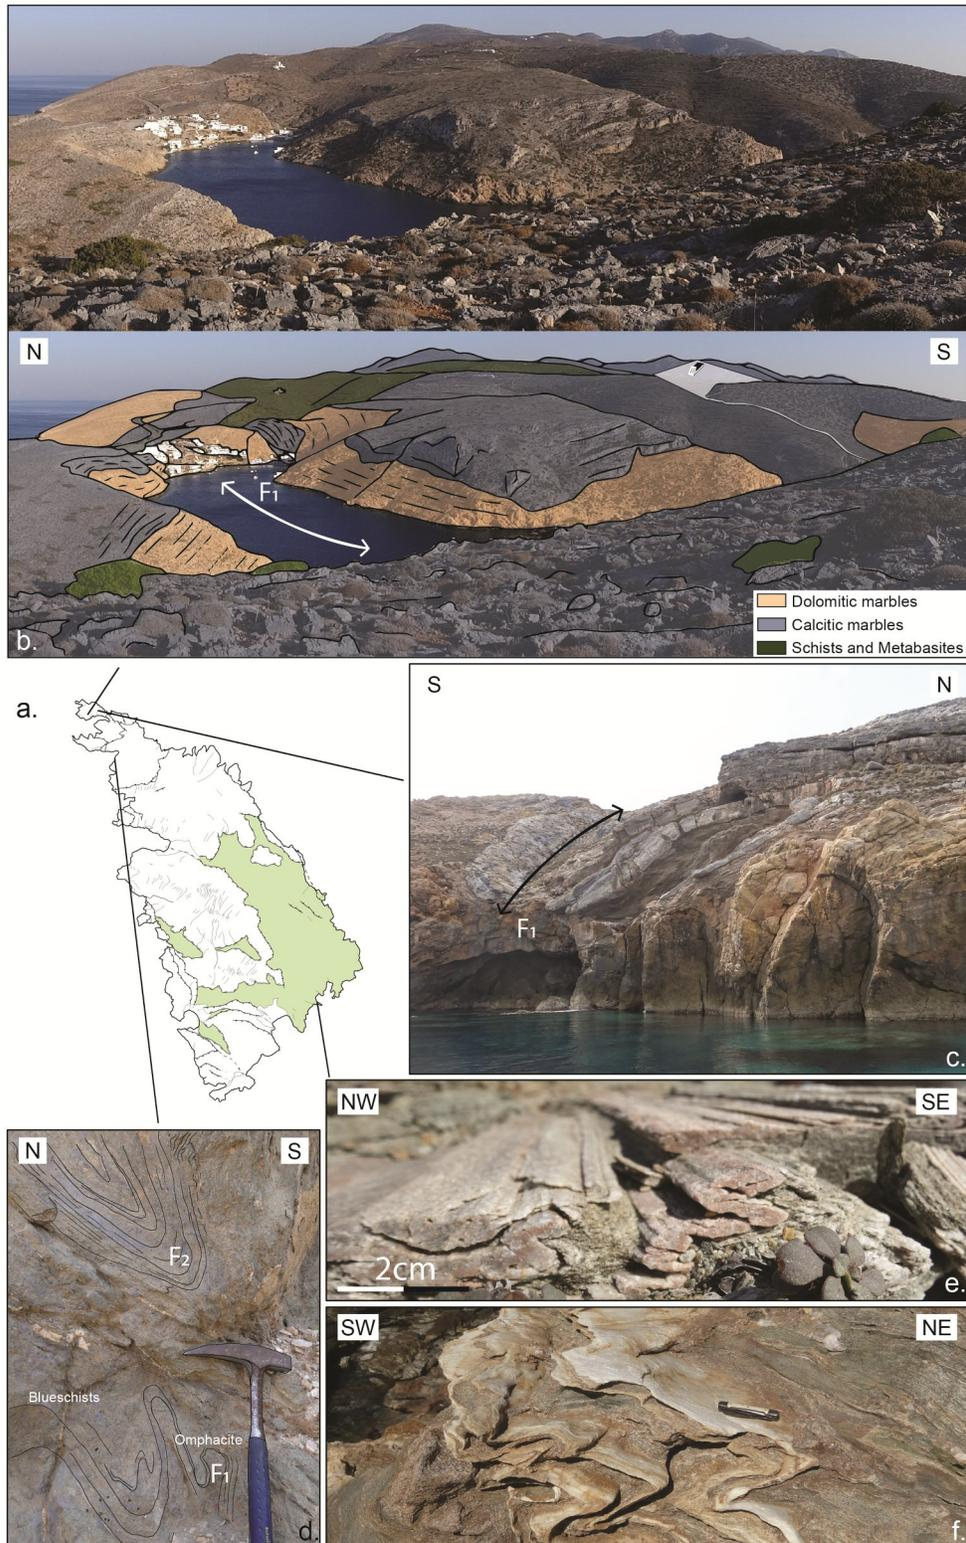 N
S
F₁
Dolomitic marbles
Calcitic marbles
Schists and Metabasites
b.
a.
S
N
F₁
c.
N
S
F₂
Blueschists
Omphacite
F₁
d.
NW
SE
2cm
e.
SW
NE
f.